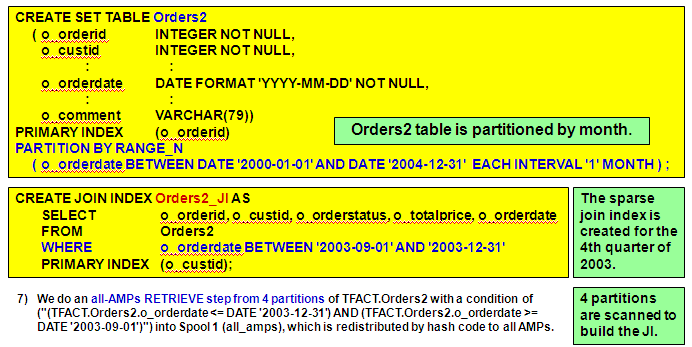 CREATE SET TABLE Orders2
( o_orderid INTEGER NOT NULL,
o_custid INTEGER NOT NULL,
: :
o_orderdate DATE FORMAT 'YYYY-MM-DD' NOT NULL,
: :
o_comment VARCHAR(79))
PRIMARY INDEX (o_orderid)
PARTITION BY RANGE_N
( o_orderdate BETWEEN DATE '2000-01-01' AND DATE '2004-12-31' EACH INTERVAL '1' MONTH ) ;
Orders2 table is partitioned by month.
CREATE JOIN INDEX Orders2_JI AS
SELECT o_orderid, o_custid, o_orderstatus, o_totalprice, o_orderdate
FROM Orders2
WHERE o_orderdate BETWEEN '2003-09-01' AND '2003-12-31'
PRIMARY INDEX (o_custid);
The sparse
join index is
created for the
4th quarter of
2003.
7) We do an all-AMPs RETRIEVE step from 4 partitions of TFACT.Orders2 with a condition of
("(TFACT.Orders2.o_orderdate <= DATE '2003-12-31') AND (TFACT.Orders2.o_orderdate >=
DATE '2003-09-01')") into Spool 1 (all_amps), which is redistributed by hash code to all AMPs.
4 partitions
are scanned to
build the JI.